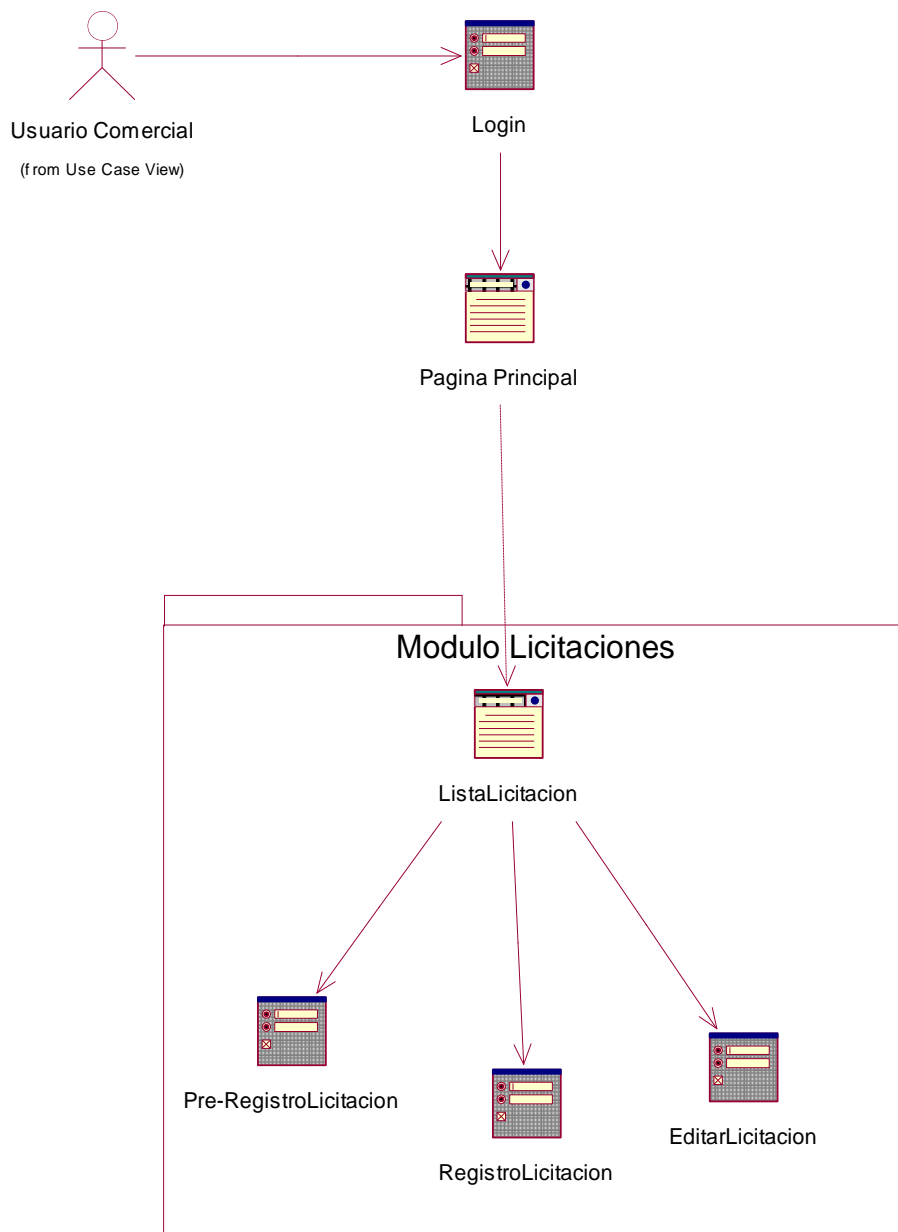 Usuario Comercial
(from Use Case View)
Login
Pagina Principal
Modulo Licitaciones
ListaLicitacion
Pre-RegistroLicitacion
RegistroLicitacion
EditarLicitacion